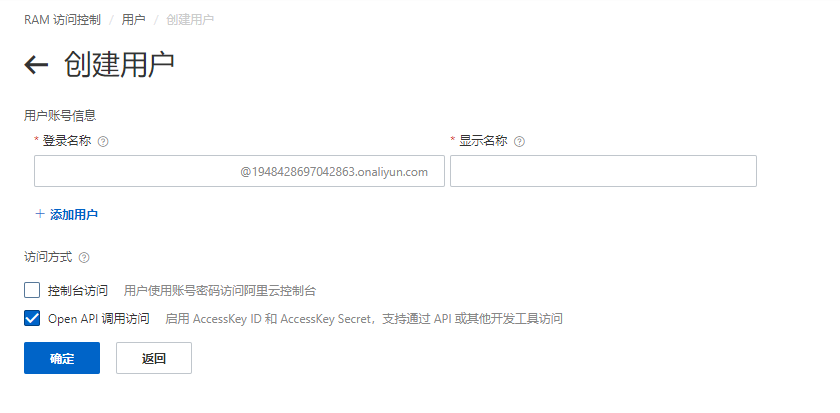 RAM 访问控制 / 用户 / 创建用户
← 创建用户
用户账号信息
* 登录名称 ? * 显示名称 ?
@1948428697042863.onaliyun.com
+ 添加用户
访问方式 ?
控制台访问 用户使用账号密码访问阿里云控制台
Open API 调用访问 启用 AccessKey ID 和 AccessKey Secret，支持通过 API 或其他开发工具访问
确定 返回